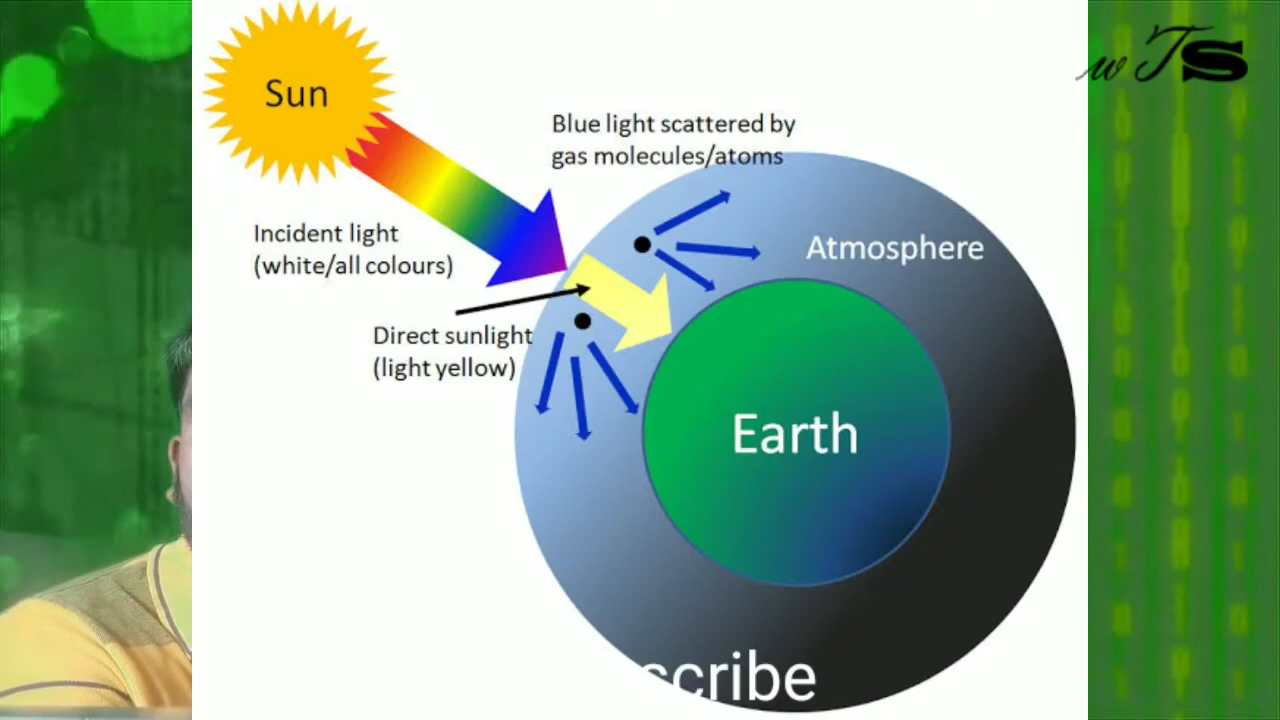 w TS
Sun
Blue light scattered by
gas molecules/atoms
Incident light
(white/all colours)
Atmosphere
Direct sunlight
(light yellow)
Earth
scribe